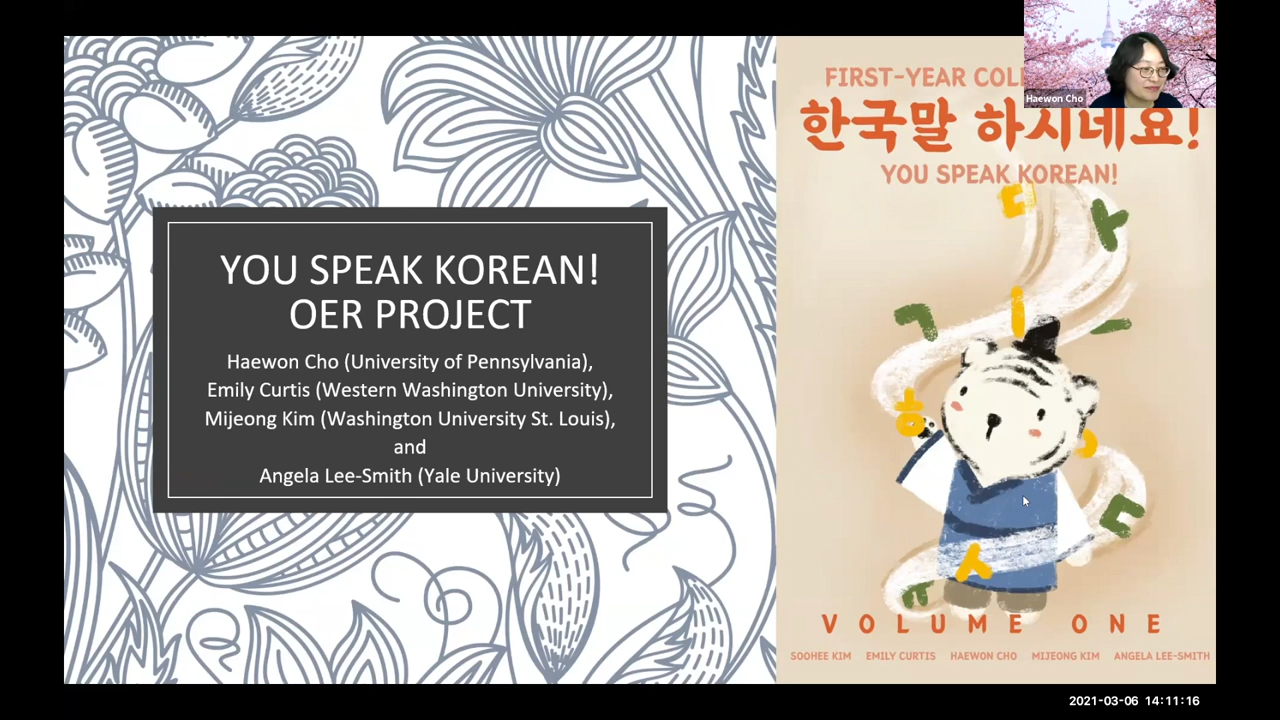 YOU SPEAK KOREAN!
OER PROJECT
Haewon Cho (University of Pennsylvania),
Emily Curtis (Western Washington University),
Mijeong Kim (Washington University St. Louis),
and
Angela Lee-Smith (Yale University)
Haewon Cho
FIRST-YEAR
한국말 하시네요!
YOU SPEAK KOREAN!
ㄷ
ㅏ
ㄱ
ㅣ
ㅡ
ㅎ
ㅅ
VOLUME ONE
SOOHEE KIM EMILY CURTIS HAEWON CHO MIJEONG KIM ANGELA LEE-SMITH
2021-03-06 14:11:16